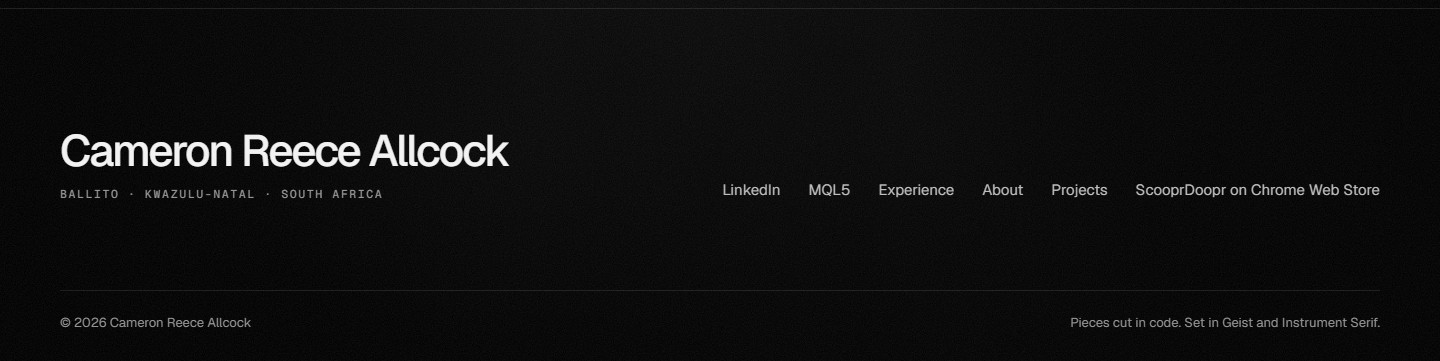 Cameron Reece Allcock
BALLITO · KWAZULU-NATAL · SOUTH AFRICA
LinkedIn MQL5 Experience About Projects ScooprDoopr on Chrome Web Store
© 2026 Cameron Reece Allcock
Pieces cut in code. Set in Geist and Instrument Serif.